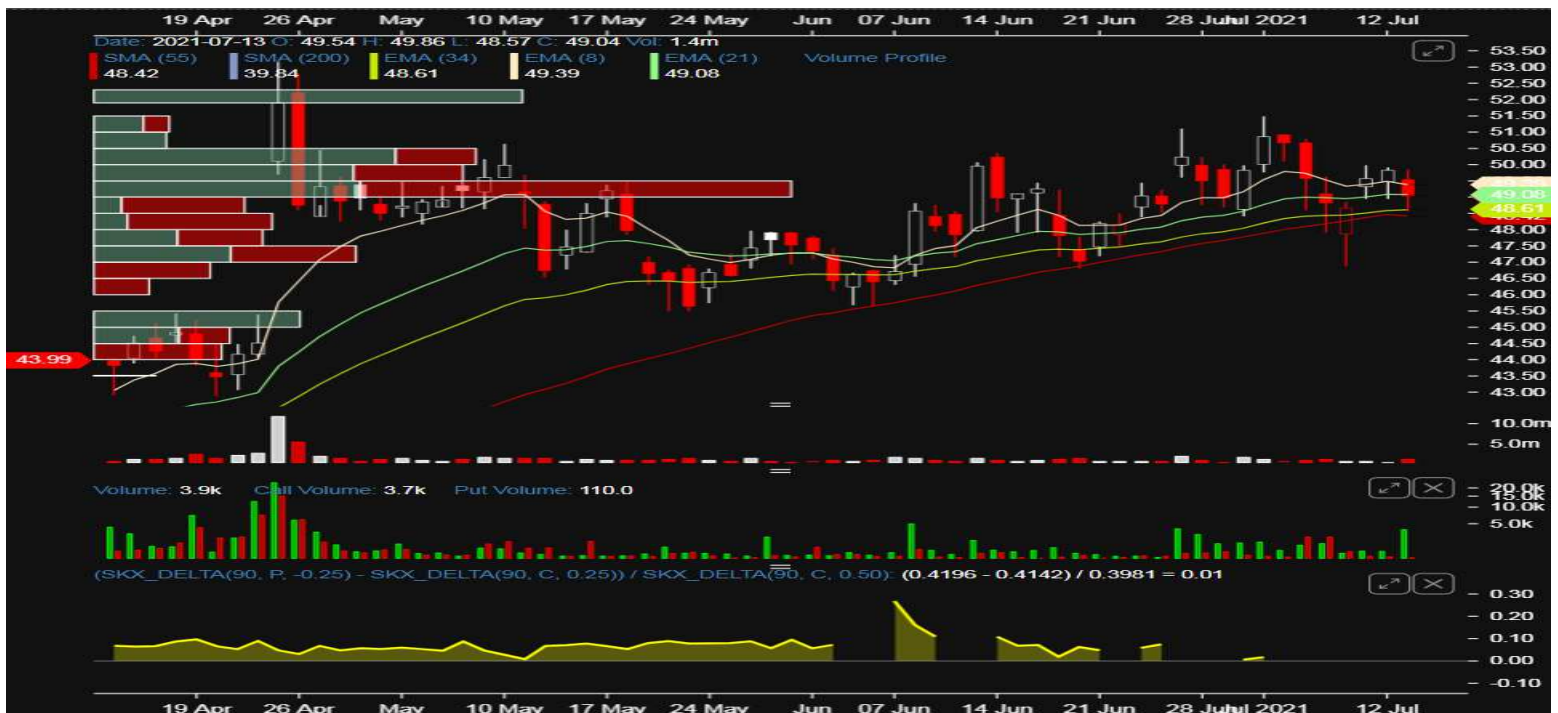 19 Apr 26 Apr May 10 May 17 May 24 May Jun 07 Jun 14 Jun 21 Jun 28 Jun 2021 12 Jul
Date: 2021-07-13 O: 49.54 H: 49.86 L: 48.57 C: 49.04 Vol: 1.4m
SMA (55) SMA (200) EMA (34) EMA (8) EMA (21) Volume Profile
48.42 39.84 48.61 49.39 49.08
53.50
53.00
52.50
52.00
51.50
51.00
50.50
50.00
49.08
48.61
48.00
47.50
47.00
46.50
46.00
45.50
45.00
44.50
43.99
44.00
43.50
43.00
10.0m
5.0m
Volume: 3.9k Call Volume: 3.7k Put Volume: 110.0
20.0k
15.0k
10.0k
5.0k
(SKX_DELTA(90, P, -0.25) - SKX_DELTA(90, C, 0.25)) / SKX_DELTA(90, C, 0.50): (0.4196 - 0.4142) / 0.3981 = 0.01
0.30
0.20
0.10
0.00
-0.10
19 Apr 26 Apr May 10 May 17 May 24 May Jun 07 Jun 14 Jun 21 Jun 28 Jul 2021 12 Jul